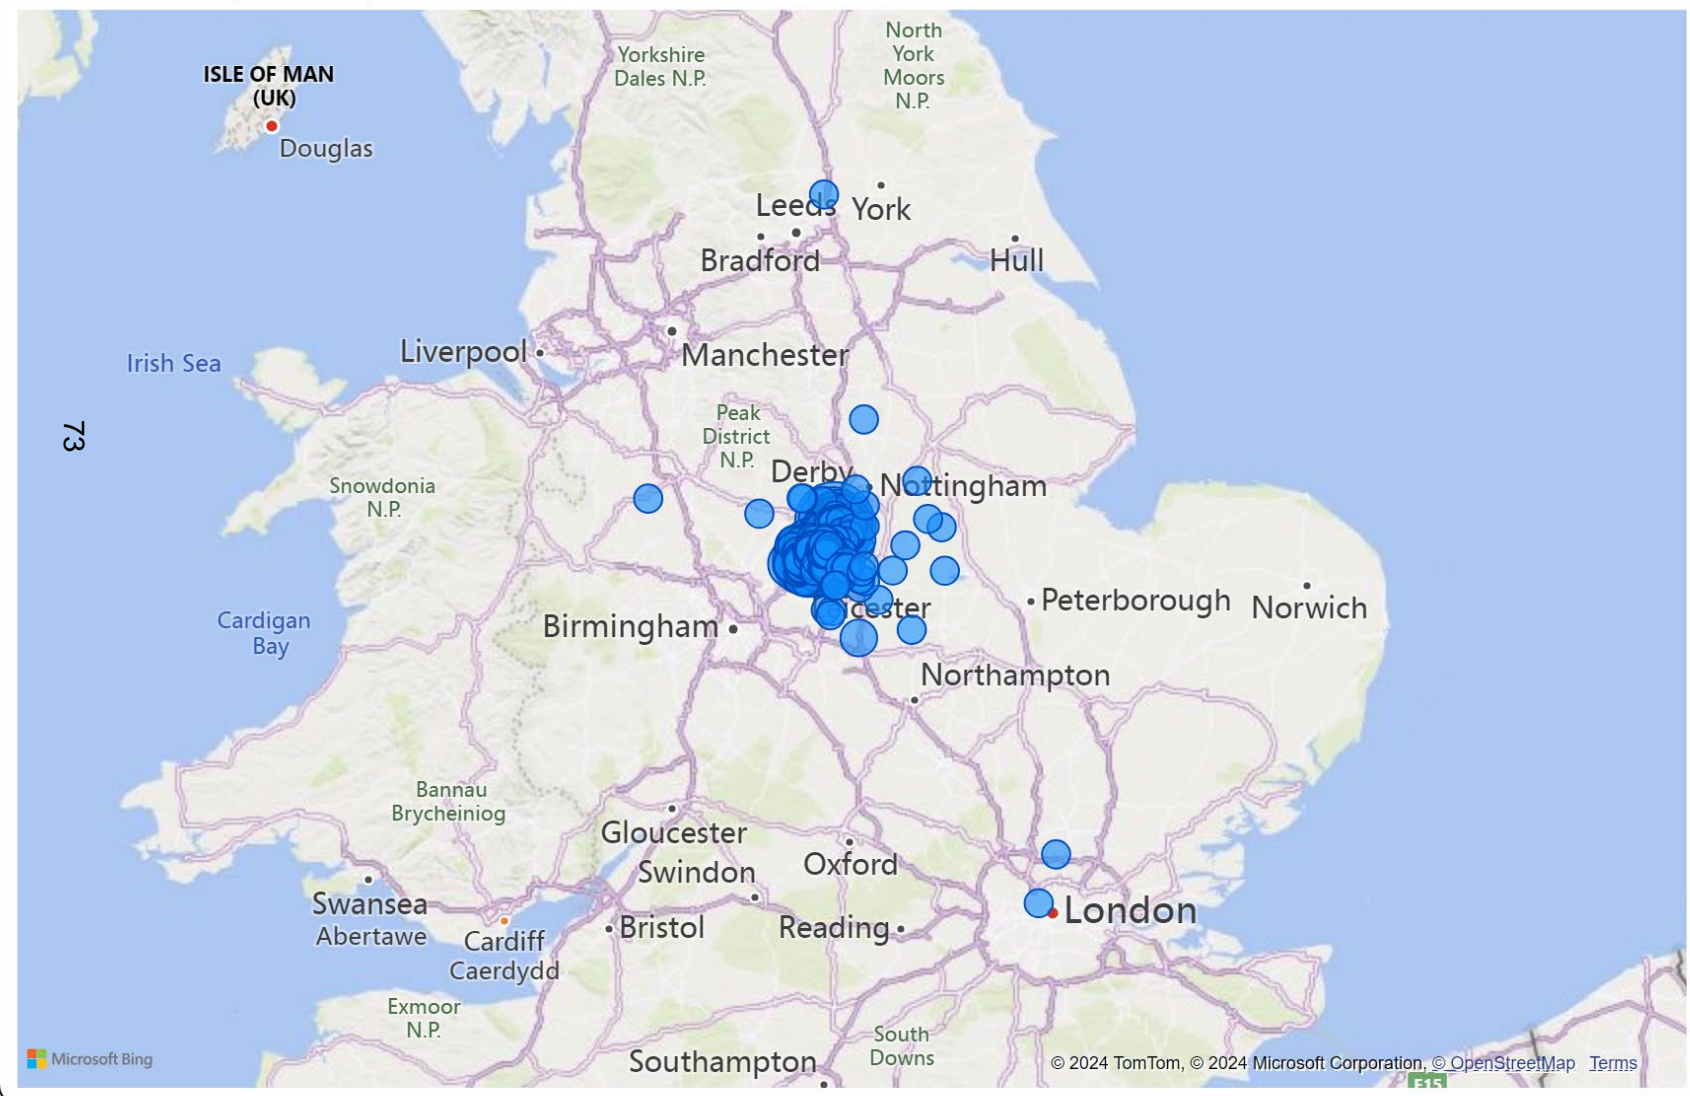 Yorkshire
Dales N.P.
North
York
Moors
N.P.
ISLE OF MAN
(UK)
Douglas
Leeds
York
Bradford
Hull
Liverpool
Manchester
Irish Sea
73
Peak
District
N.P.
Derby
Nottingham
Snowdonia
N.P.
Peterborough
Norwich
icester
Cardigan
Bay
Birmingham
Northampton
Bannau
Brycheiniog
Gloucester
Oxford
Swindon
Swansea
Abertawe
Cardiff
Caerdydd
Bristol
Reading
London
Exmoor
N.P.
South
Downs
Southampton
Microsoft Bing
© 2024 TomTom, © 2024 Microsoft Corporation, © OpenStreetMap Terms
E15